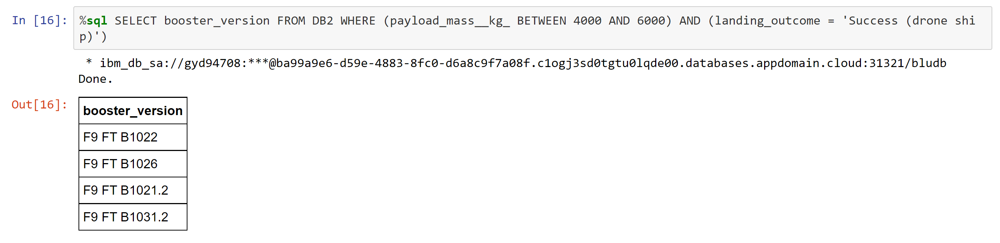 In [16]: %sql SELECT booster_version FROM DB2 WHERE (payload_mass__kg_ BETWEEN 4000 AND 6000) AND (landing_outcome = 'Success (drone shi
p)')
* ibm_db_sa://gyd94708:***@ba99a9e6-d59e-4883-8fc0-d6a8c9f7a08f.c1ogj3sd0tgtu0lqde00.databases.appdomain.cloud:31321/bludb
Done.
Out[16]:
booster_version
F9 FT B1022
F9 FT B1026
F9 FT B1021.2
F9 FT B1031.2